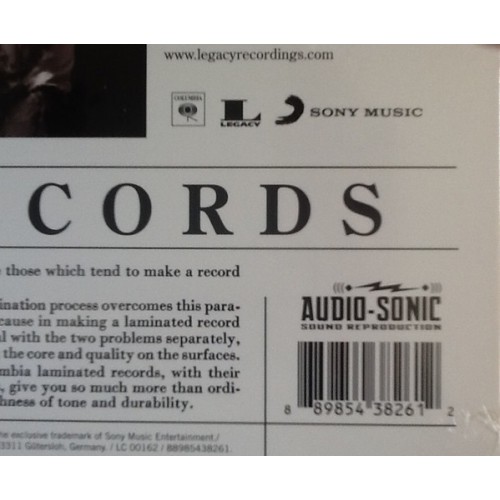 www.legacyrecordings.com
COLUMBIA
LEGACY
SONY MUSIC
CORDS
those which tend to make a record
ination process overcomes this para-
cause in making a laminated record
l with the two problems separately,
the core and quality on the surfaces.
mbia laminated records, with their
, give you so much more than ordi-
hness of tone and durability.
AUDIO-SONIC
SOUND REPRODUCTION
8 89854 38261 2
he exclusive trademark of Sony Music Entertainment./
3311 Gütersloh, Germany. / LC 00162 / 88985438261.